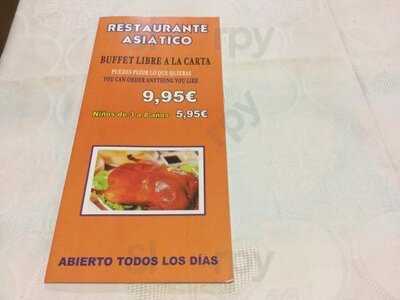 RESTAURANTE
ASIATICO
BUFFET LIBRE A LA CARTA
PUEDES PEDIR LO QUE QUIERAS
YOU CAN ORDER ANYTHING YOU LIKE
9,95€
Niños de 3 a 8 años 5,95€
ABIERTO TODOS LOS DÍAS